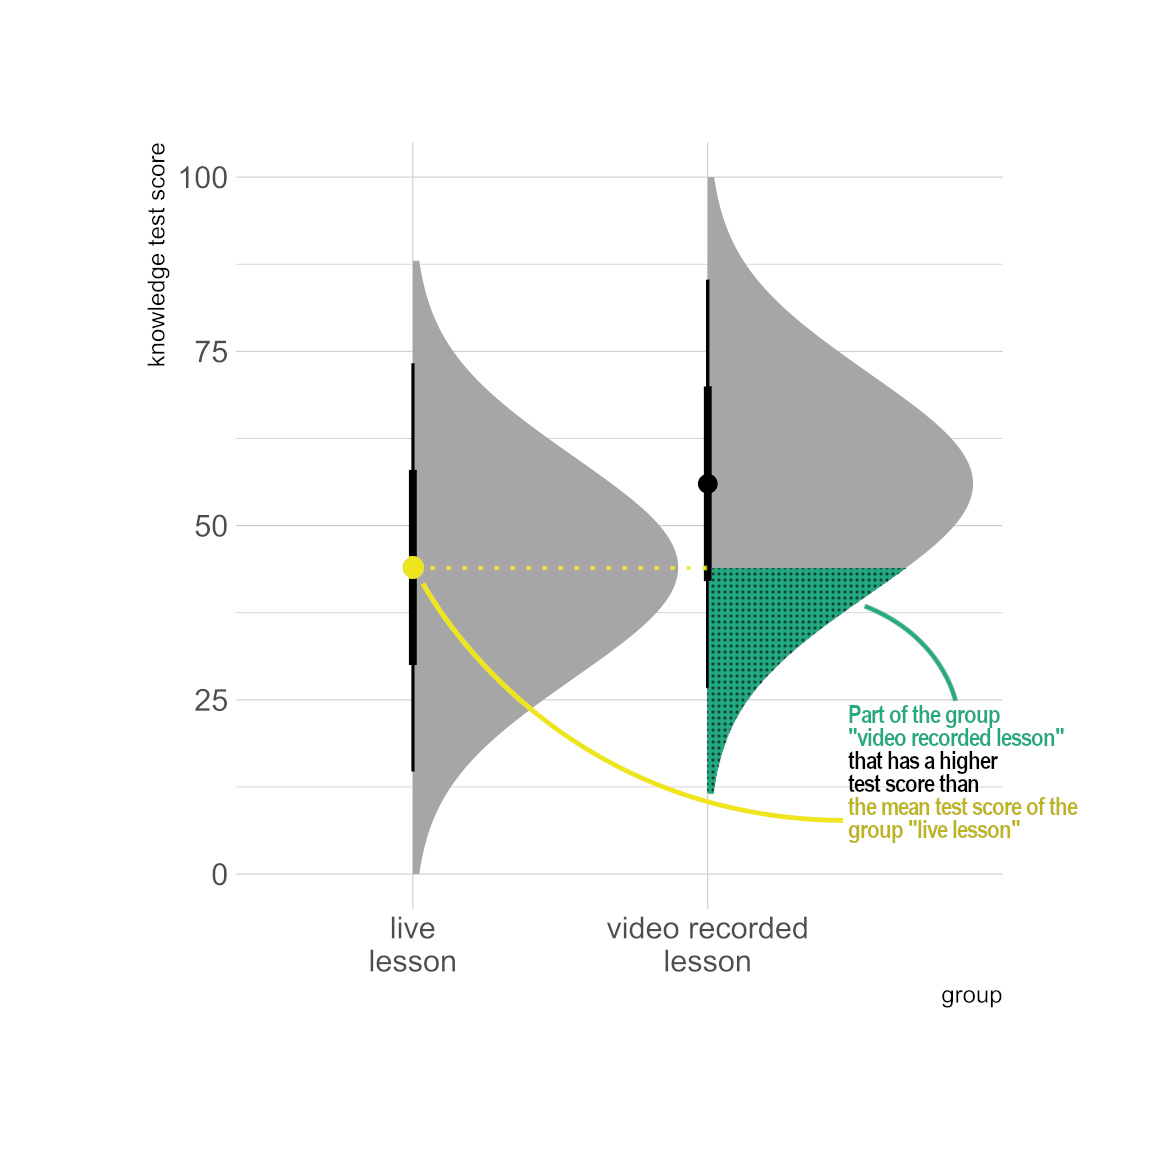 knowledge test score
100
75
50
25
0
Part of the group
"video recorded lesson"
that has a higher
test score than
the mean test score of the
group "live lesson"
live
lesson
video recorded
lesson
group